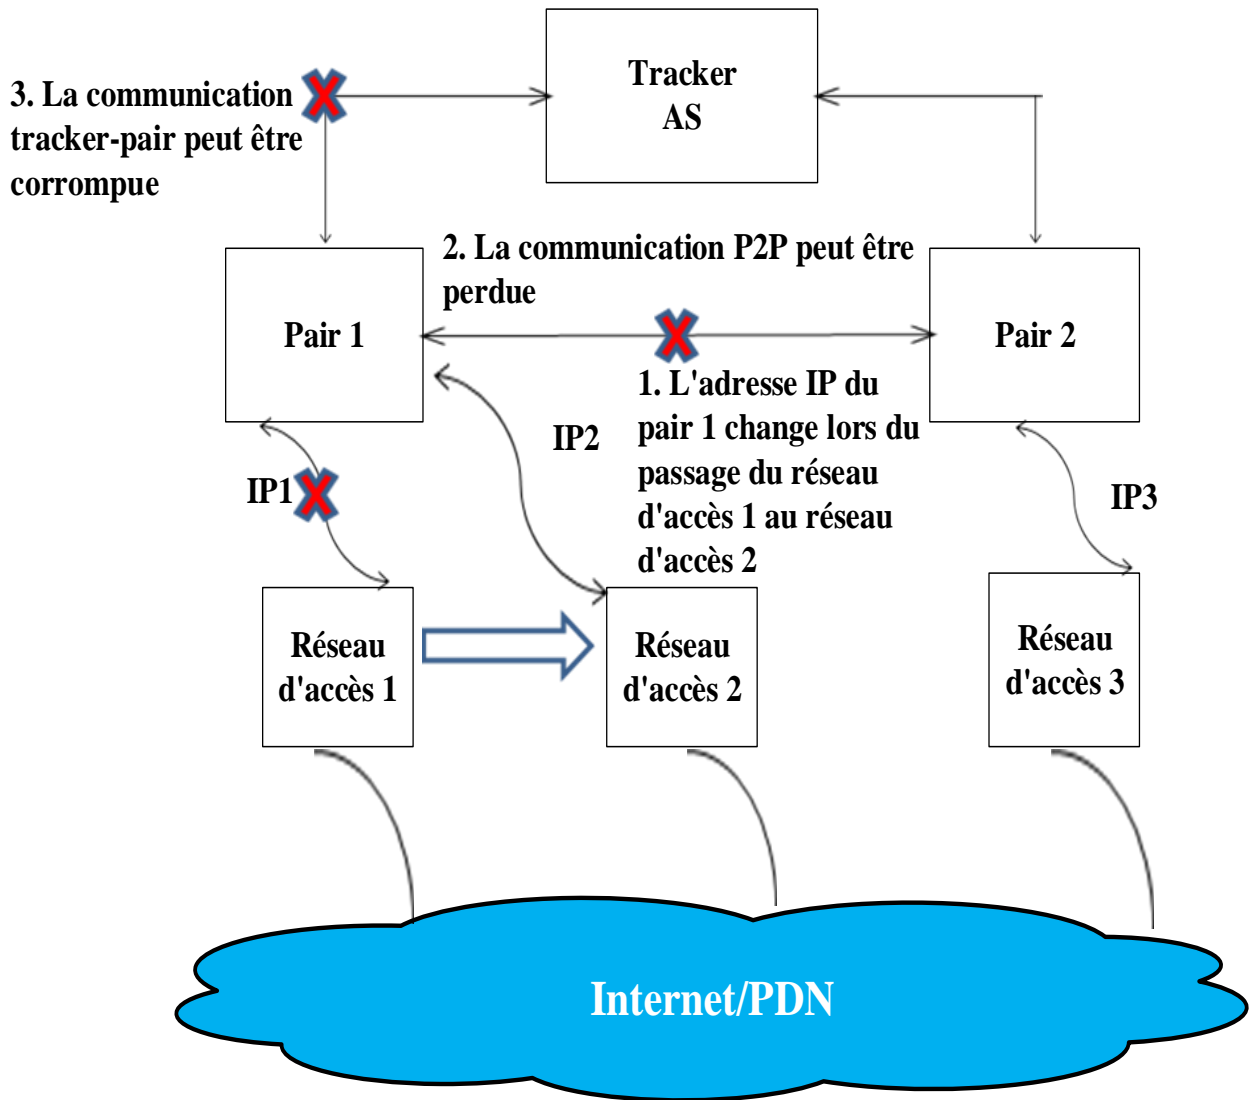 Tracker
AS
3. La communication
tracker-pair peut être
corrompue
2. La communication P2P peut être
perdue
Pair 1
Pair 2
1. L'adresse IP du
pair 1 change lors du
passage du réseau
d'accès 1 au réseau
d'accès 2
IP1
IP2
IP3
Réseau
d'accès 1
Réseau
d'accès 2
Réseau
d'accès 3
Internet/PDN